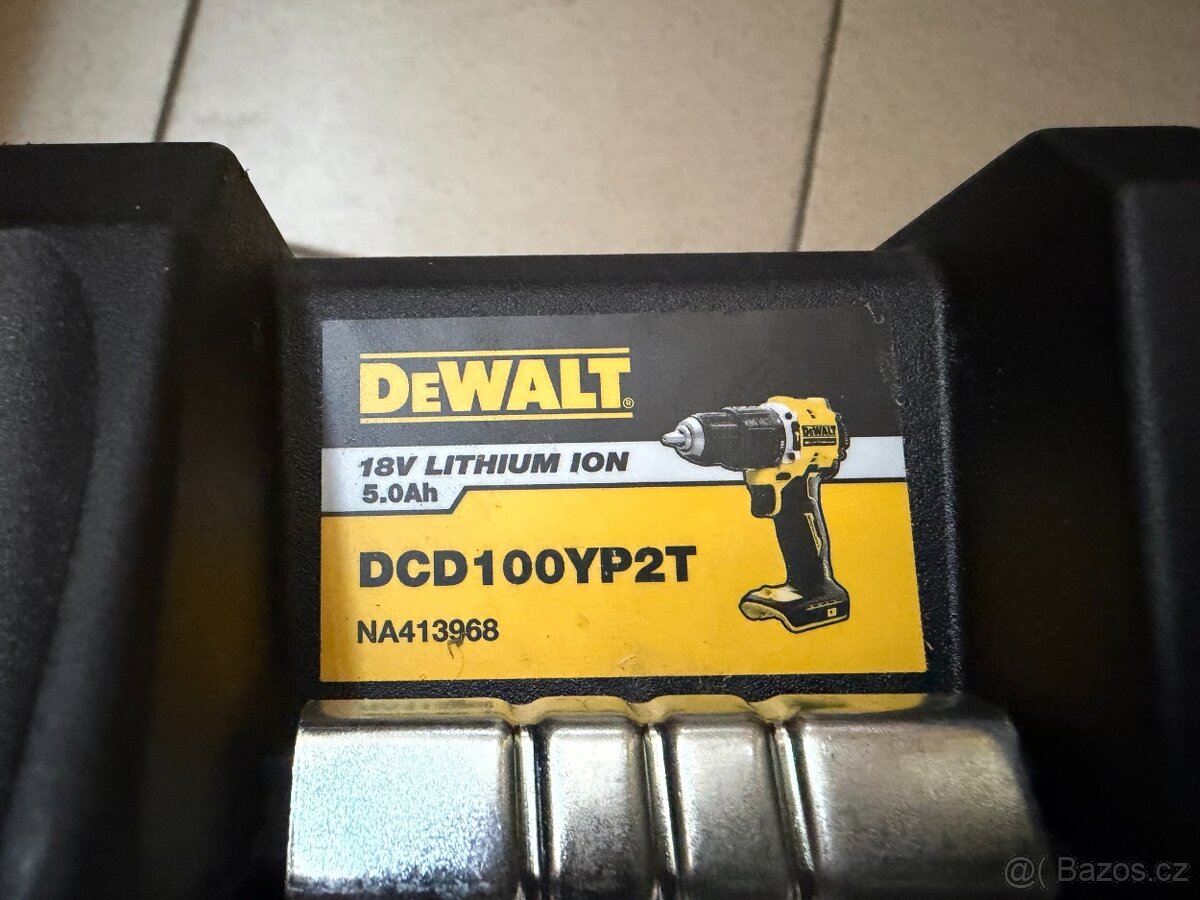 DEWALT®
18V LITHIUM ION
5.0Ah
DEWALT
DCD100YP2T
NA413968
@( Bazos.cz